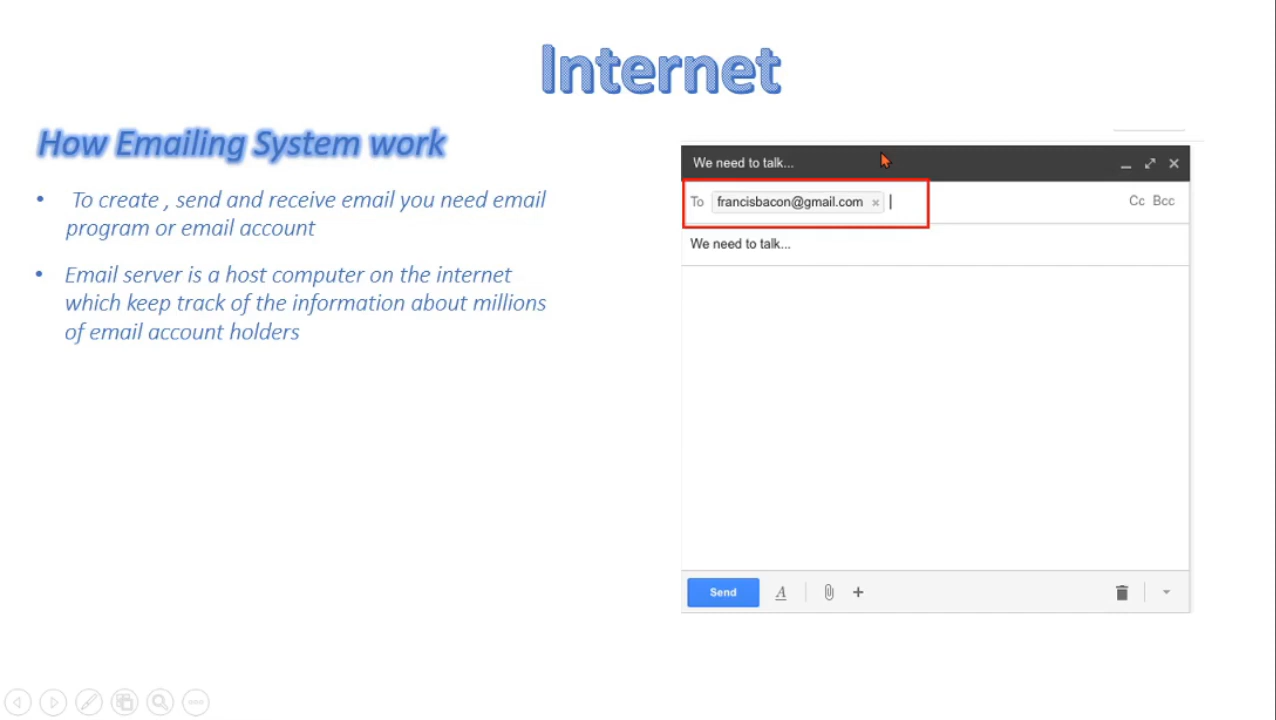 Internet
How Emailing System work
• To create , send and receive email you need email
program or email account
• Email server is a host computer on the internet
which keep track of the information about millions
of email account holders
We need to talk...
To francisbacon@gmail.com × Cc Bcc
We need to talk...
Send A